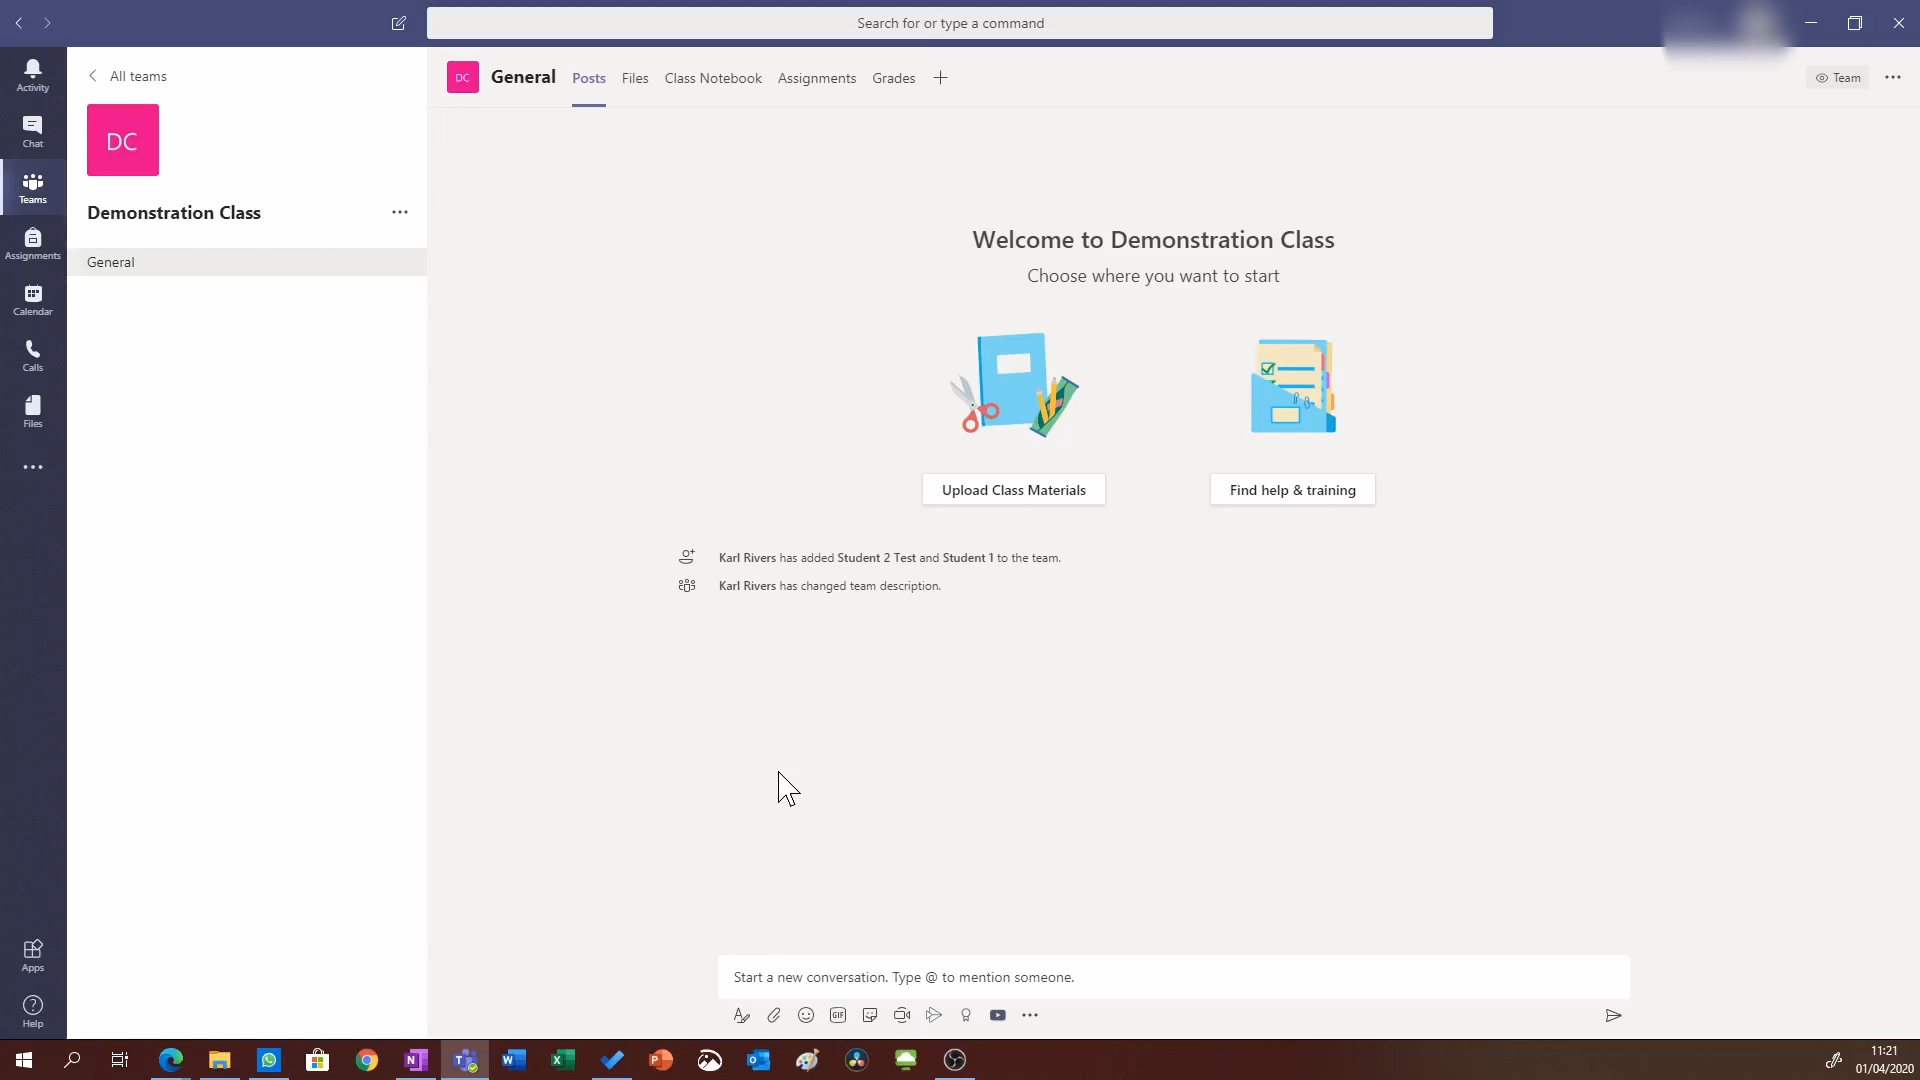 Search for or type a command
Activity
Chat
Teams
Assignments
Calendar
Calls
Files
Apps
Help
All teams
DC
Demonstration Class
General
DC
General
Posts
Files
Class Notebook
Assignments
Grades
Team
Welcome to Demonstration Class
Choose where you want to start
Upload Class Materials
Find help & training
Karl Rivers has added Student 2 Test and Student 1 to the team.
Karl Rivers has changed team description.
Start a new conversation. Type @ to mention someone.
GIF
11:21
01/04/2020